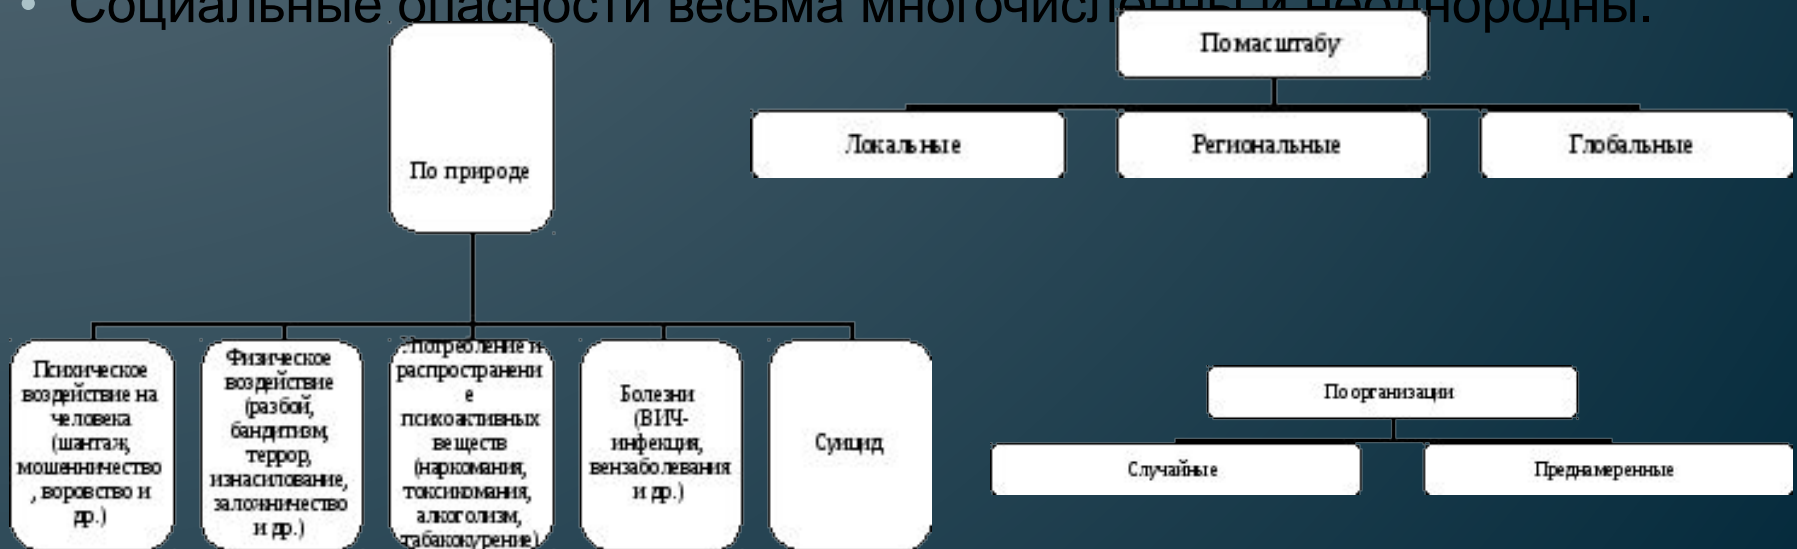 Социальные опасности весьма многочисленны и неоднородны.
По природе
Психическое
воздействие на
человека
(шантаж,
мошенничество
, воровство и
др.)
Физическое
воздействие
(разбой,
бандитизм,
террор,
изнасилование,
заложничество
и др.)
Употребление и
распространени
е
психоактивных
веществ
(наркомания,
токсикомания,
алкоголизм,
табакокурение)
Болезни
(ВИЧ-
инфекция,
вензаболевания
и др.)
Суицид
По масштабу
Локальные
Региональные
Глобальные
По организации
Случайные
Преднамеренные